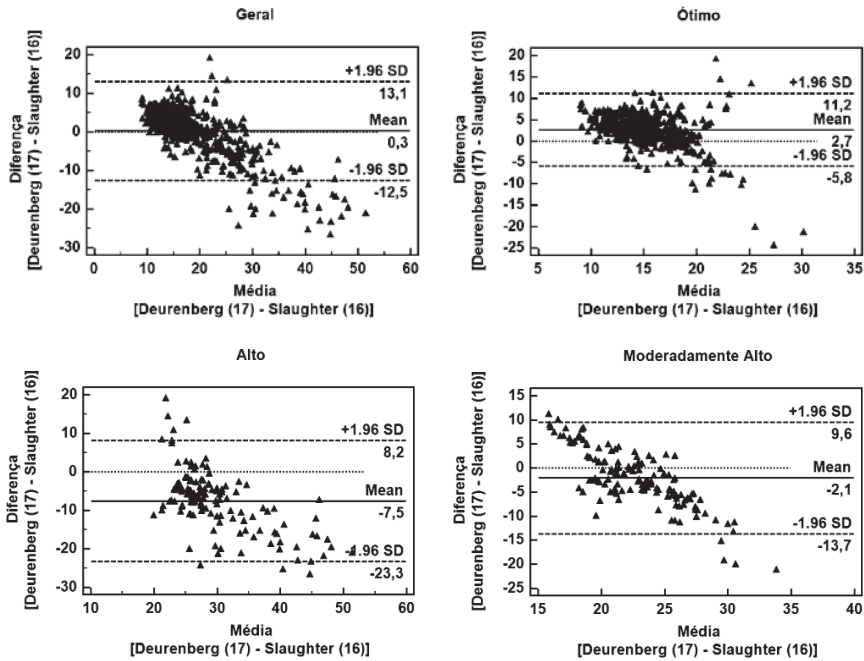 Geral
Diferença
[Deurenberg (17) - Slaughter (16)]
20
10
0
-10
-20
-30
+1.96 SD
13,1
Mean
0,3
-1.96 SD
-12,5
0 10 20 30 40 50 60
Média
[Deurenberg (17) - Slaughter (16)]
Ótimo
Diferença
[Deurenberg (17) - Slaughter (16)]
20
15
10
5
0
-5
-10
-15
-20
-25
+1.96 SD
11,2
Mean
2,7
-1.96 SD
-5,8
5 10 15 20 25 30 35
Média
[Deurenberg (17) - Slaughter (16)]
Alto
Diferença
[Deurenberg (17) - Slaughter (16)]
20
10
0
-10
-20
-30
+1.96 SD
8,2
Mean
-7,5
-1.96 SD
-23,3
10 20 30 40 50 60
Média
[Deurenberg (17) - Slaughter (16)]
Moderadamente Alto
Diferença
[Deurenberg (17) - Slaughter (16)]
15
10
5
0
-5
-10
-15
-20
-25
+1.96 SD
9,6
Mean
-2,1
-1.96 SD
-13,7
15 20 25 30 35 40
Média
[Deurenberg (17) - Slaughter (16)]